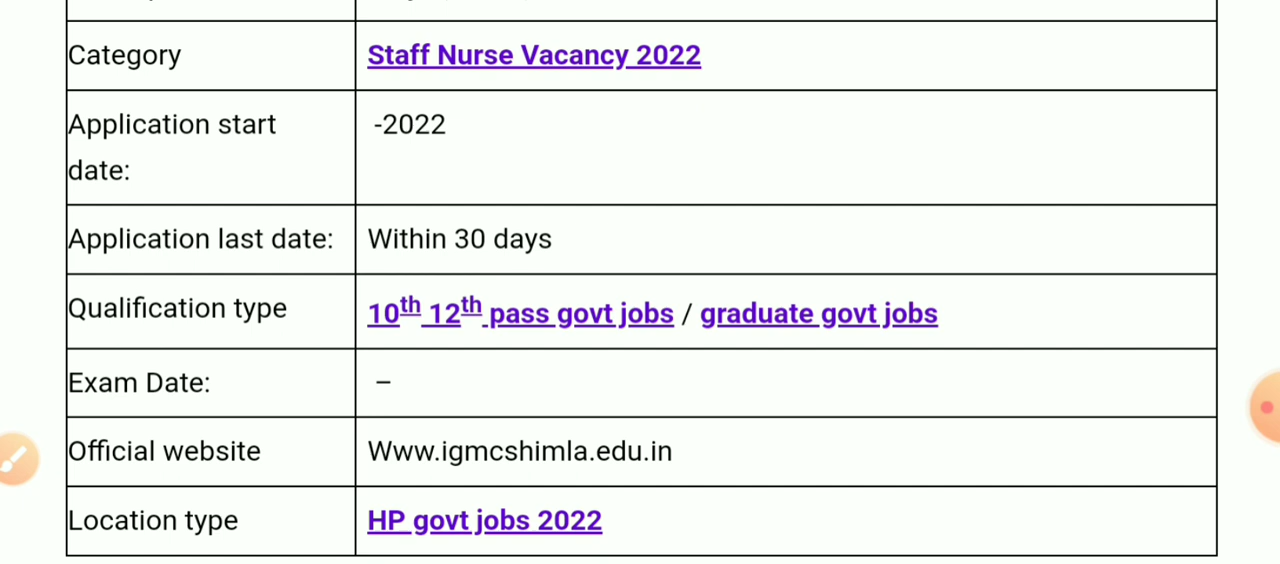 Category Staff Nurse Vacancy 2022
Application start -2022
date:
Application last date: Within 30 days
Qualification type 10th 12th pass govt jobs / graduate govt jobs
Exam Date: –
Official website Www.igmcshimla.edu.in
Location type HP govt jobs 2022